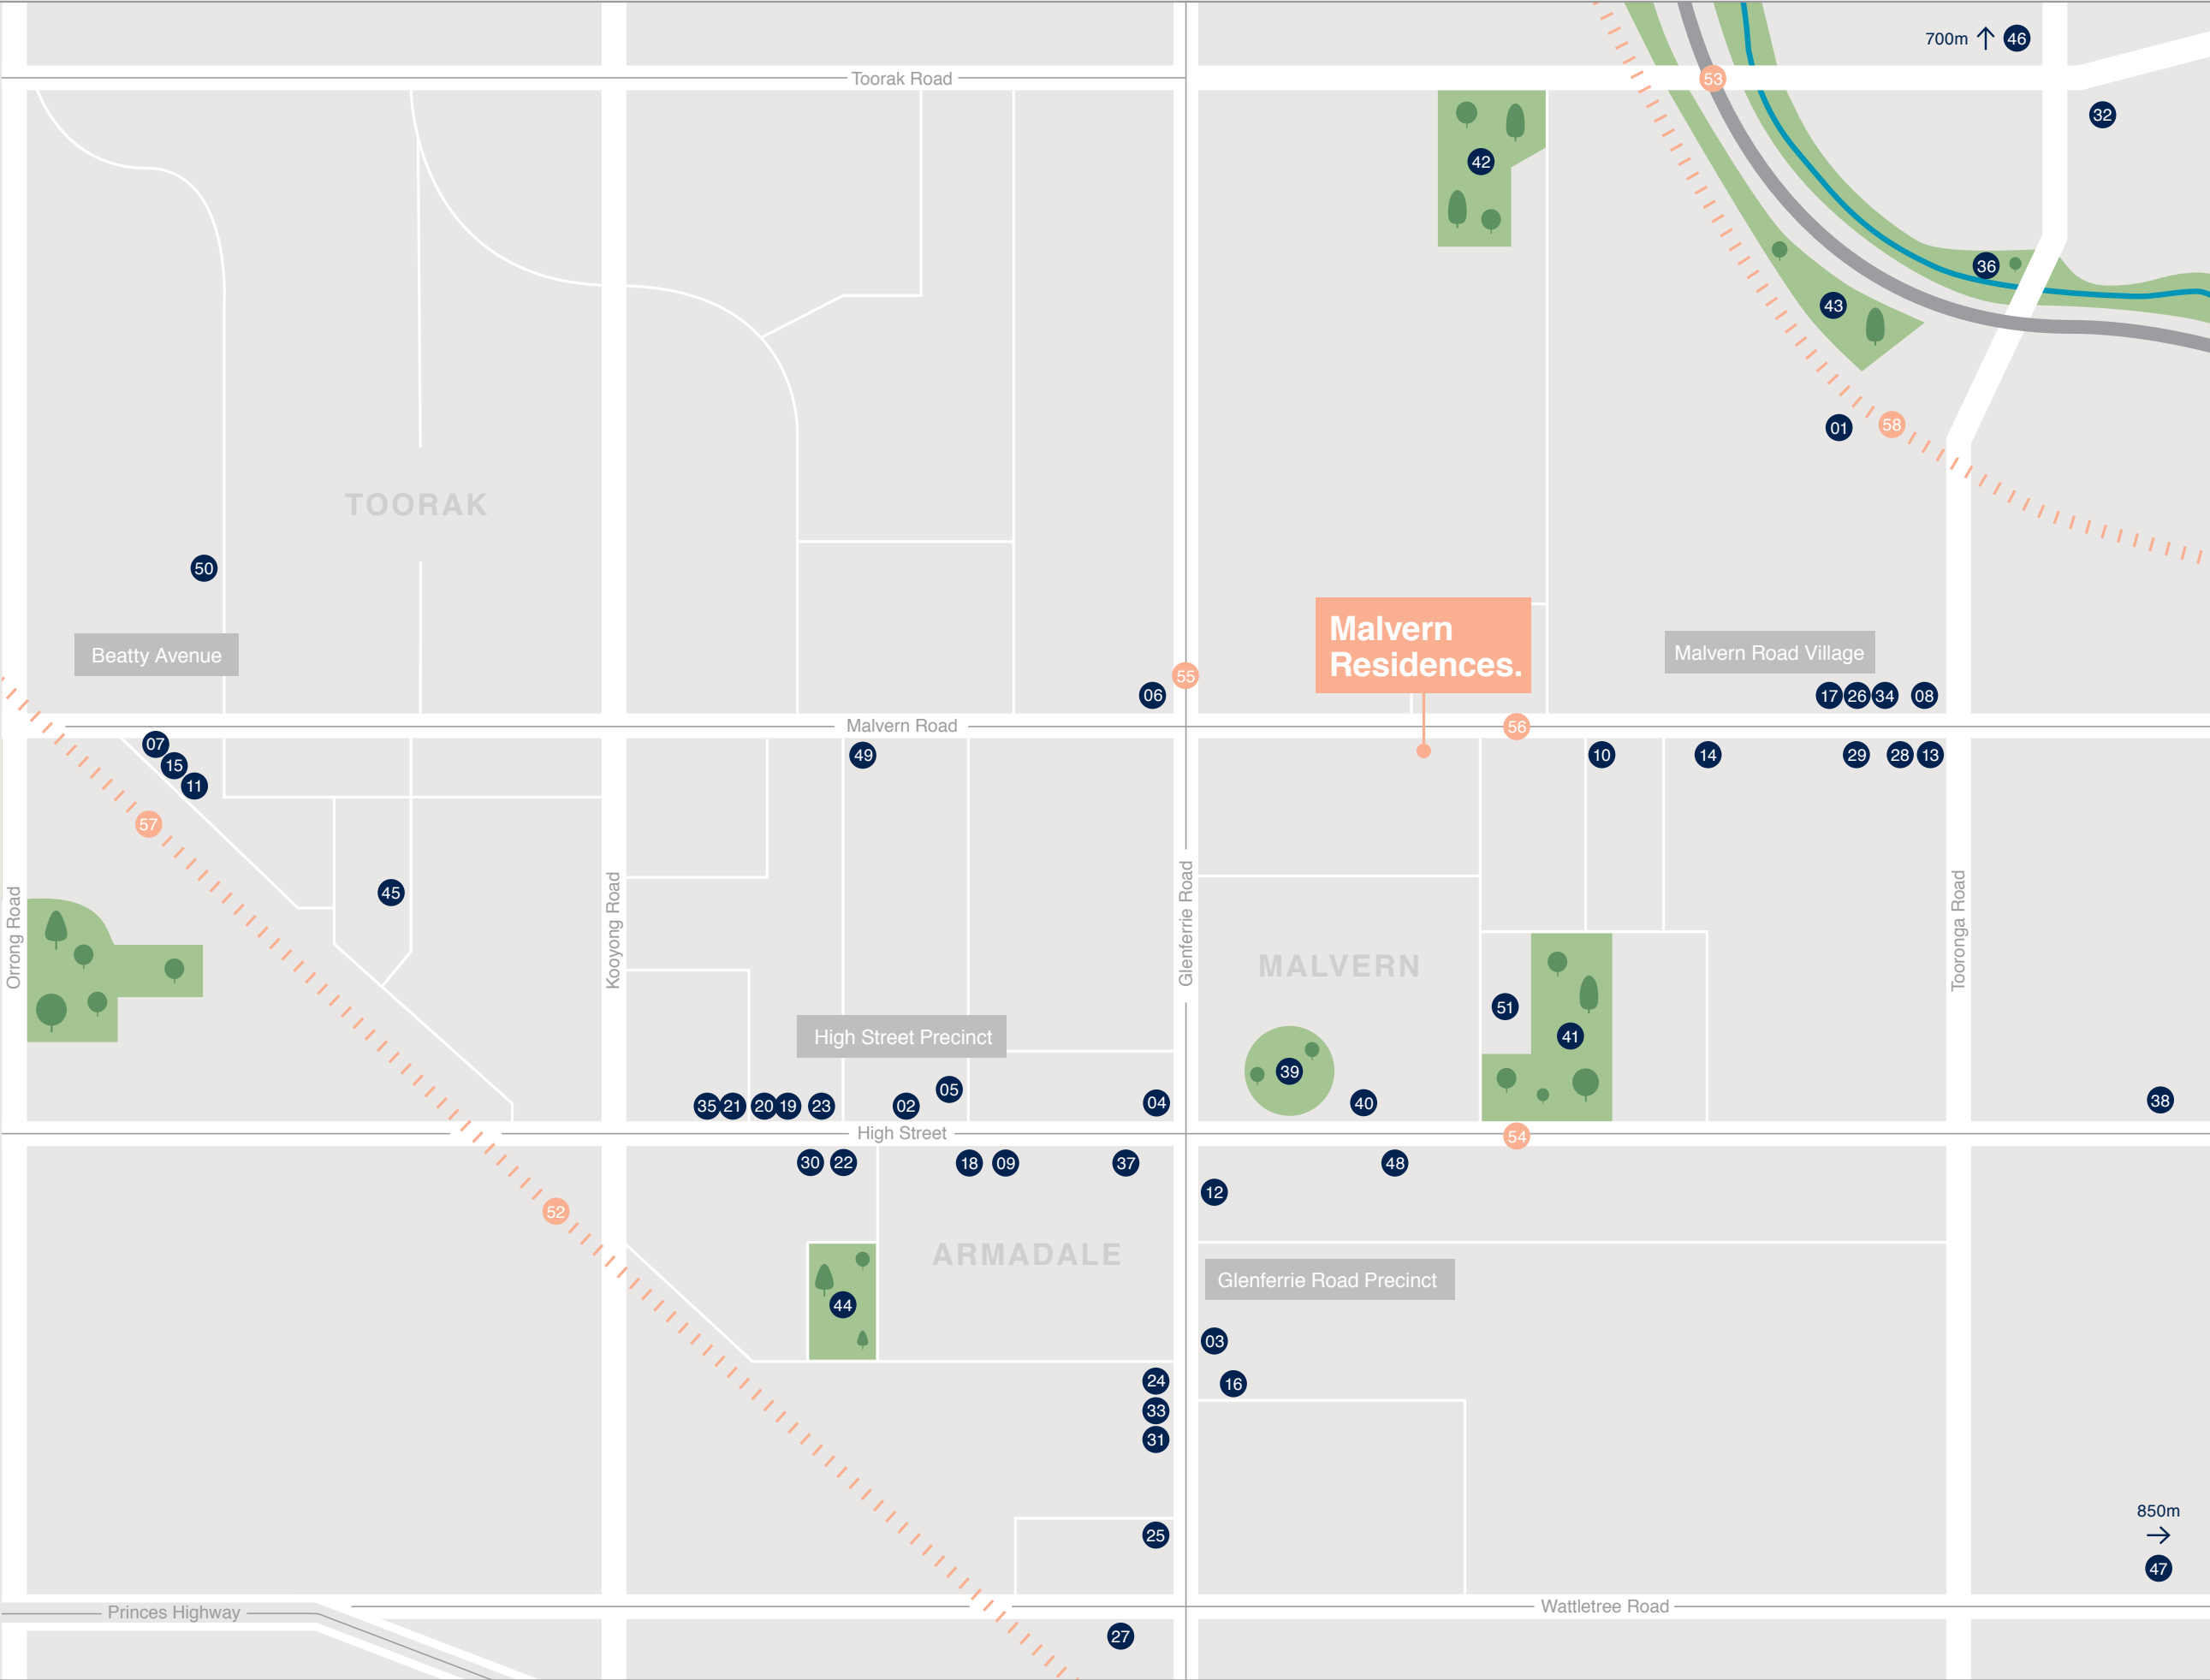 700m
46
Toorak Road
53
32
42
36
43
01
58
TOORAK
50
Malvern
Residences.
Beatty Avenue
Malvern Road Village
55
06
17
26
34
08
Malvern Road
56
07
15
11
49
10
14
29
28
13
57
45
Orrong Road
Kooyong Road
Glenferrie Road
Tooronga Road
MALVERN
51
41
High Street Precinct
39
05
35
21
20
19
23
02
04
40
38
High Street
54
30
22
18
09
37
48
12
52
ARMADALE
Glenferrie Road Precinct
44
03
24
16
33
31
850m
25
47
Princes Highway
Wattletree Road
27